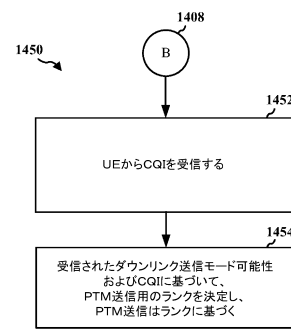 1408
1450
B
1452
UEからCQIを受信する
1454
受信されたダウンリンク送信モード可能性
およびCQIに基づいて、
PTM送信用のランクを決定し、
PTM送信はランクに基づく